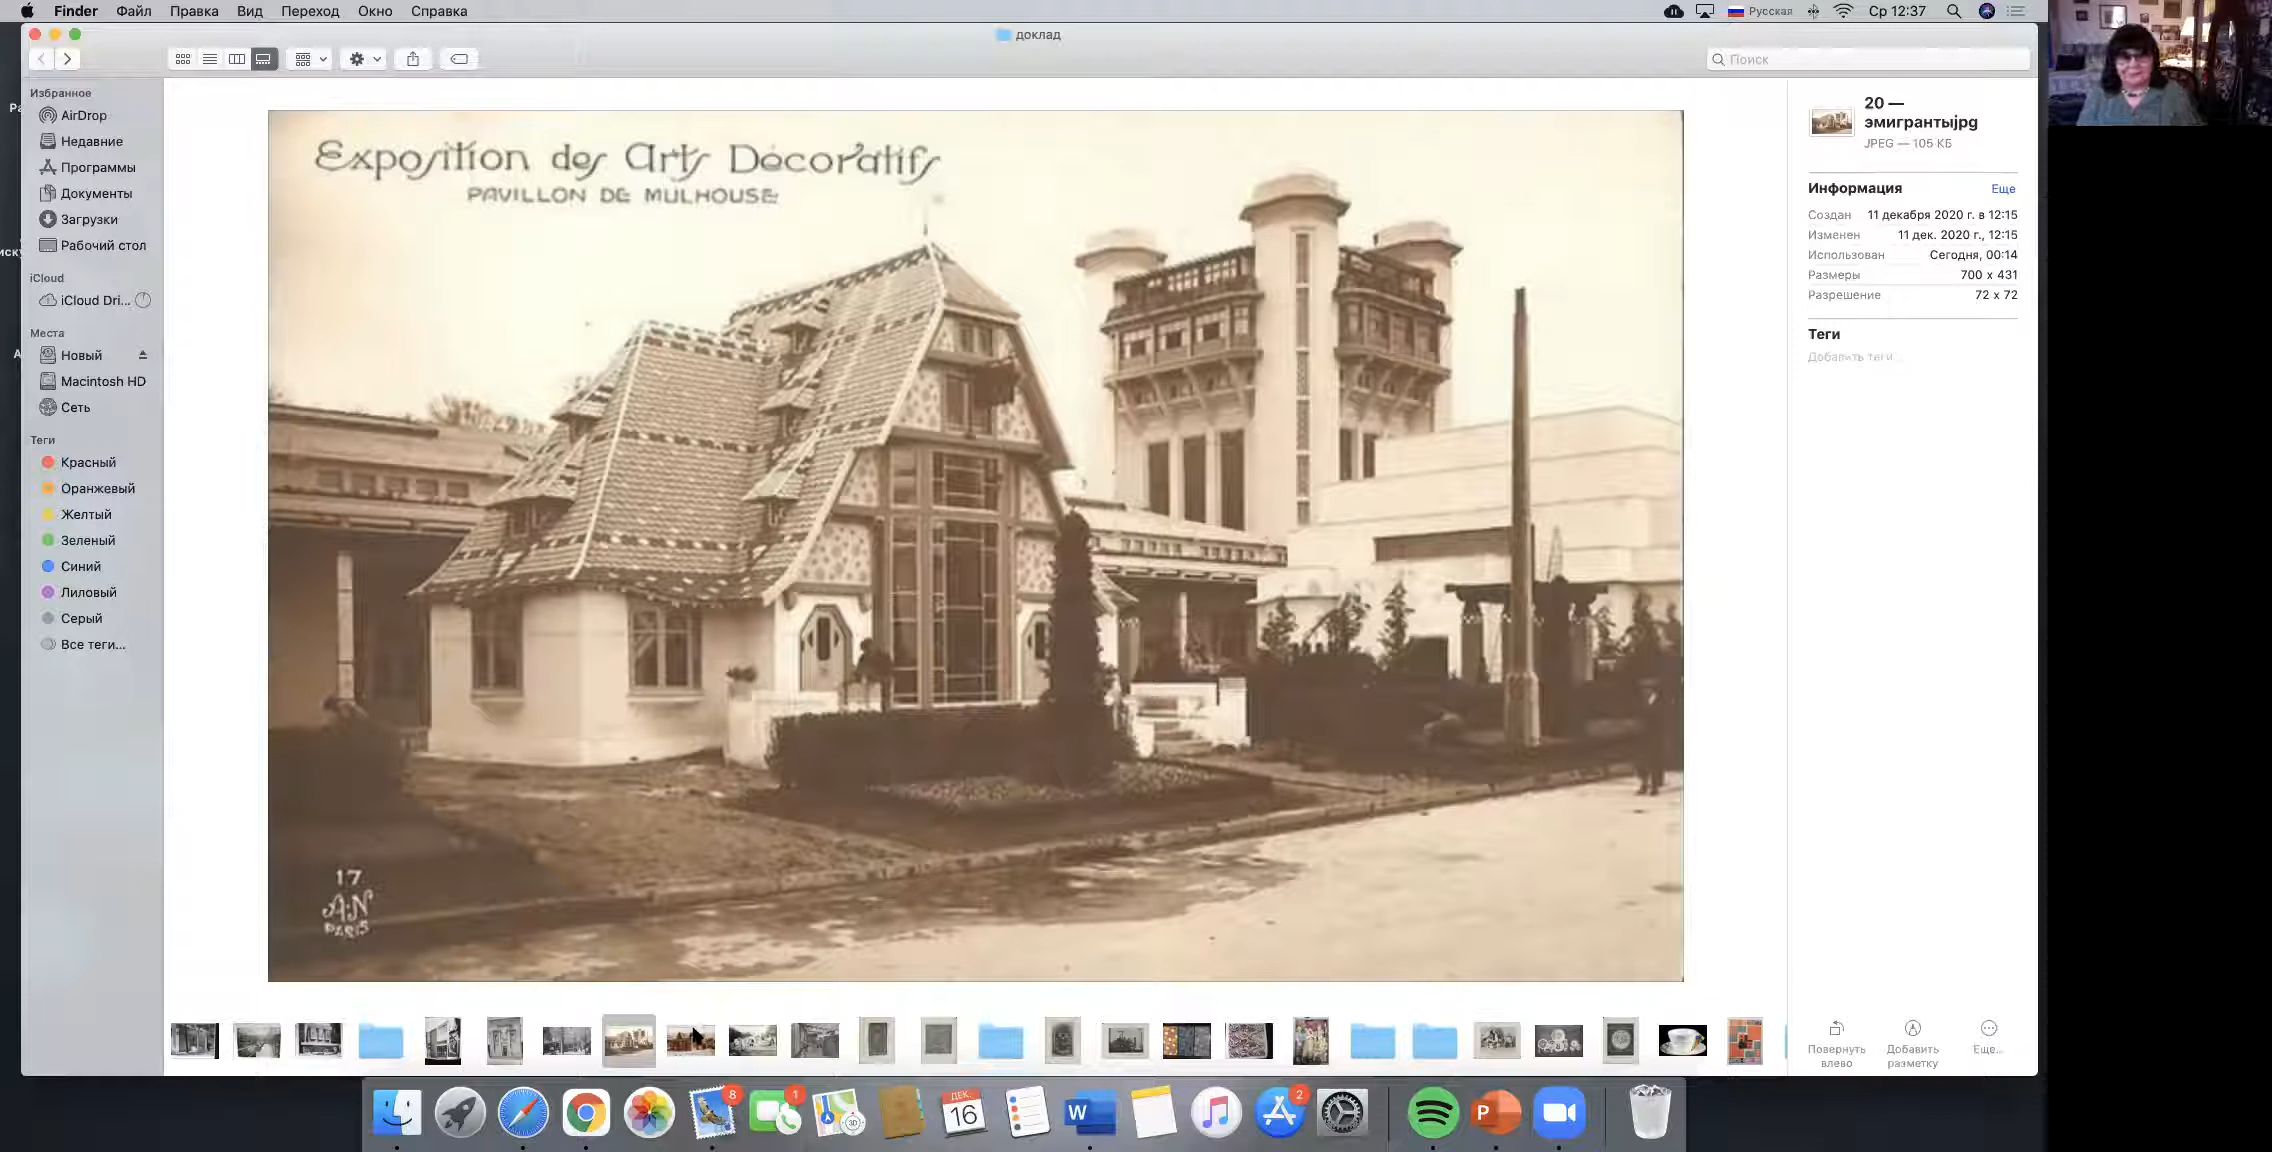 Finder Файл Правка Вид Переход Окно Справка
Русская Ср 12:37
доклад
Поиск
Избранное
AirDrop
Недавние
Программы
Документы
Загрузки
Рабочий стол
iCloud
iCloud Dri...
Места
Новый
Macintosh HD
Сеть
Теги
Красный
Оранжевый
Желтый
Зеленый
Синий
Лиловый
Серый
Все теги...
Exposition des Arts Décoratifs
PAVILLON DE MULHOUSE
17
A.N
PARIS
20 —
эмигрантыjpg
JPEG — 105 КБ
Информация Еще
Создан 11 декабря 2020 г. в 12:15
Изменен 11 дек. 2020 г., 12:15
Использован Сегодня, 00:14
Размеры 700 x 431
Разрешение 72 x 72
Теги
Добавить теги...
Повернуть влево
Добавить разметку
Еще...
8
1
3D
ДЕК.
16
W
2
P